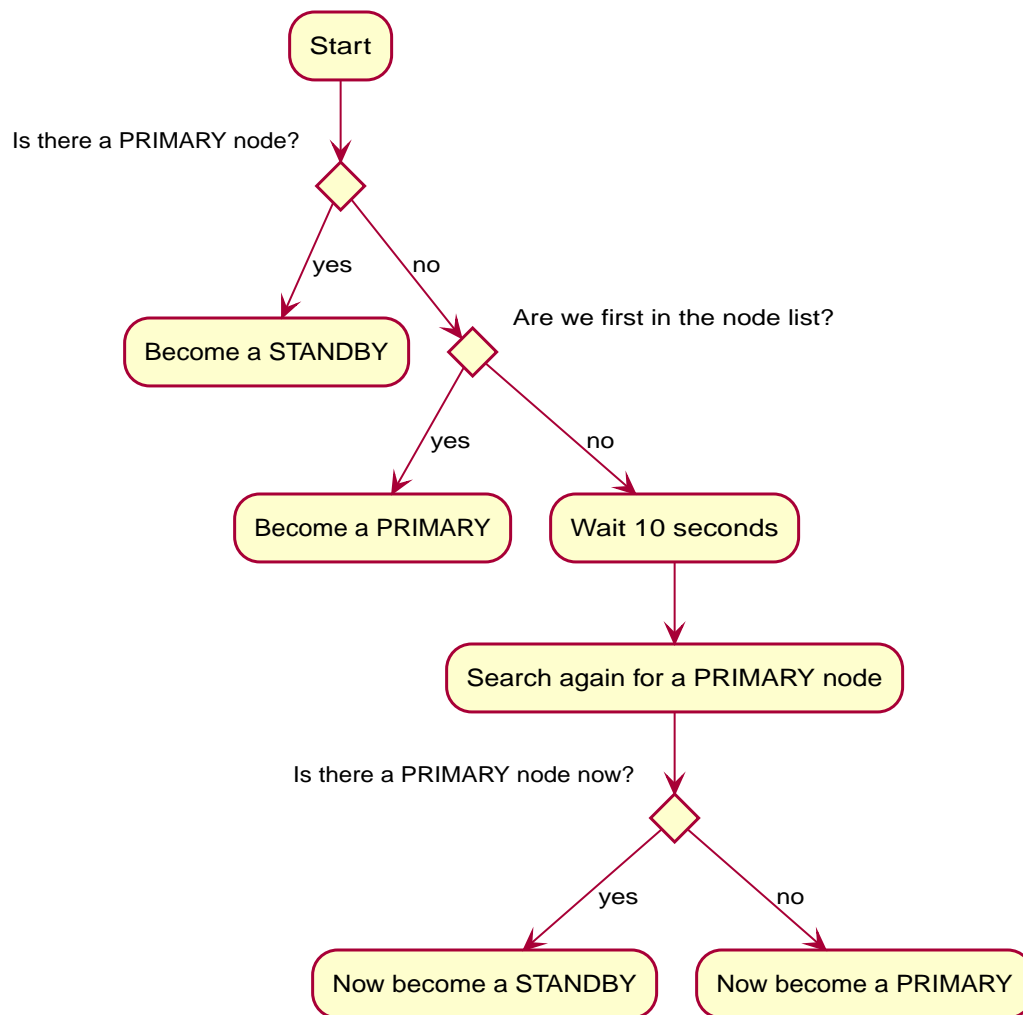 Start
Is there a PRIMARY node?
yes
no
Are we first in the node list?
Become a STANDBY
yes
no
Become a PRIMARY
Wait 10 seconds
Search again for a PRIMARY node
Is there a PRIMARY node now?
yes
no
Now become a STANDBY
Now become a PRIMARY